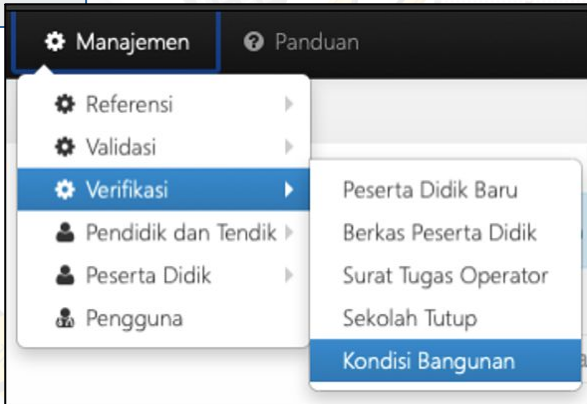 Manajemen
Panduan
Referensi
Validasi
Verifikasi
Pendidik dan Tendik
Peserta Didik
Pengguna
Peserta Didik Baru
Berkas Peserta Didik
Surat Tugas Operator
Sekolah Tutup
Kondisi Bangunan